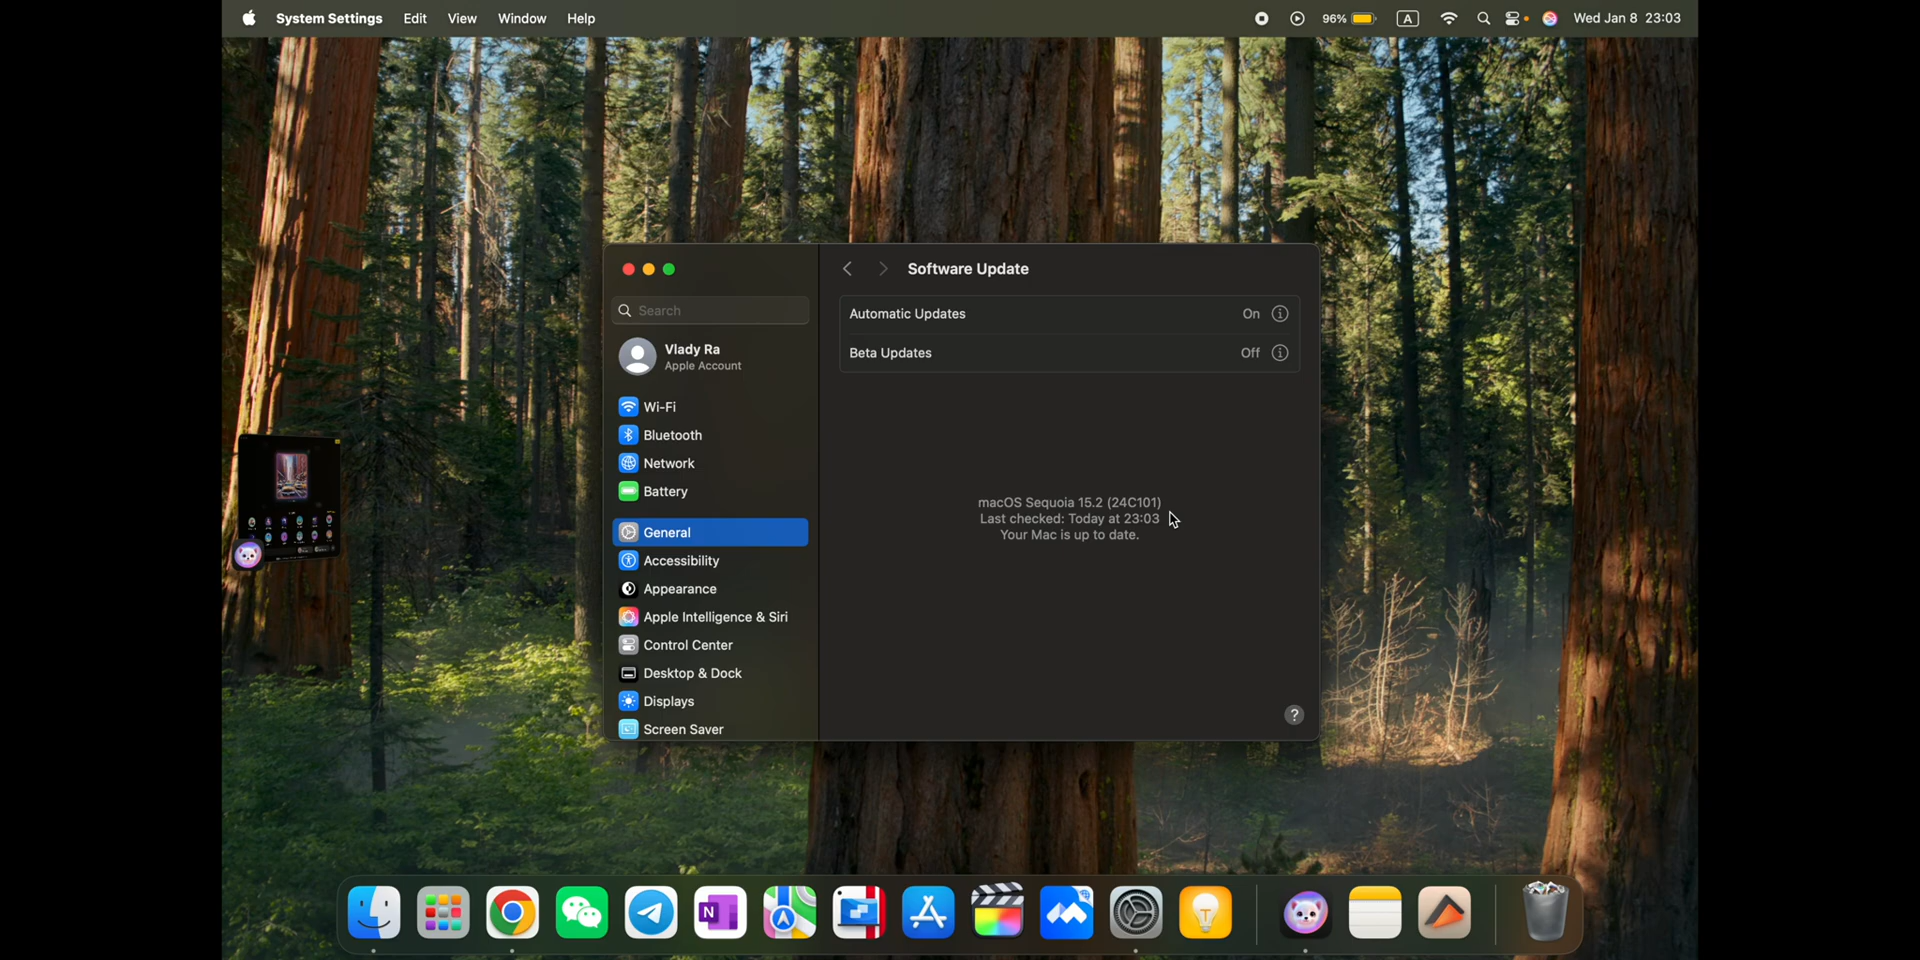 System Settings Edit View Window Help
96% A Wed Jan 8 23:03
Software Update
Search
Automatic Updates On
Vlady Ra
Apple Account
Beta Updates Off
Wi-Fi
Bluetooth
Network
Battery
macOS Sequoia 15.2 (24C101)
Last checked: Today at 23:03
Your Mac is up to date.
General
Accessibility
Appearance
Apple Intelligence & Siri
Control Center
Desktop & Dock
Displays
Screen Saver
?
N